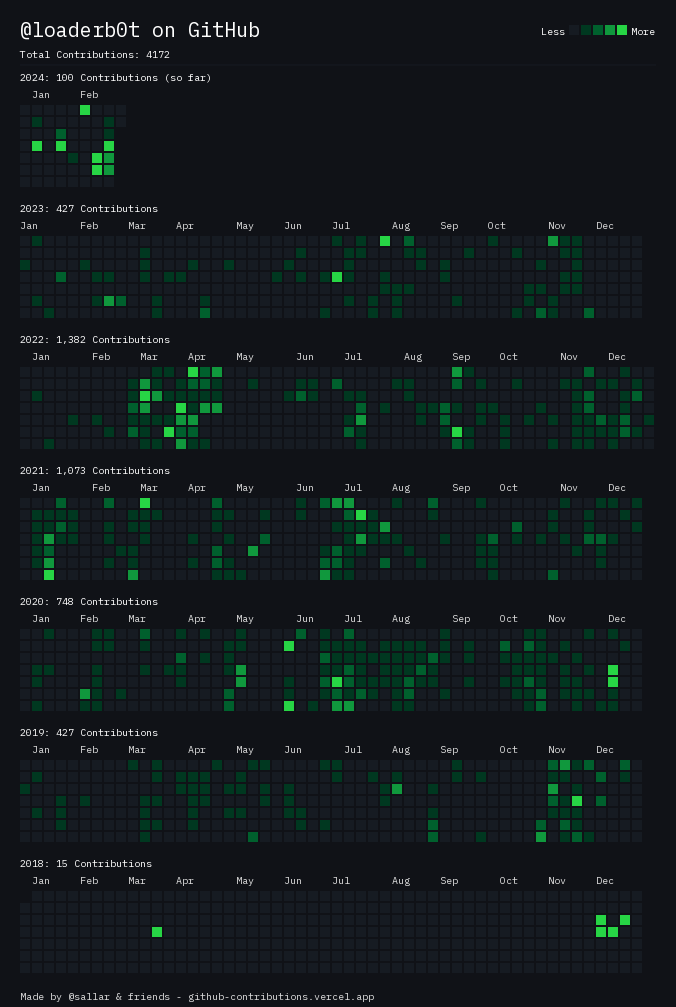 @loaderb0t on GitHub
Less More
Total Contributions: 4172
2024: 100 Contributions (so far)
Jan Feb
2023: 427 Contributions
Jan Feb Mar Apr May Jun Jul Aug Sep Oct Nov Dec
2022: 1,382 Contributions
Jan Feb Mar Apr May Jun Jul Aug Sep Oct Nov Dec
2021: 1,073 Contributions
Jan Feb Mar Apr May Jun Jul Aug Sep Oct Nov Dec
2020: 748 Contributions
Jan Feb Mar Apr May Jun Jul Aug Sep Oct Nov Dec
2019: 427 Contributions
Jan Feb Mar Apr May Jun Jul Aug Sep Oct Nov Dec
2018: 15 Contributions
Jan Feb Mar Apr May Jun Jul Aug Sep Oct Nov Dec
Made by @sallar & friends - github-contributions.vercel.app